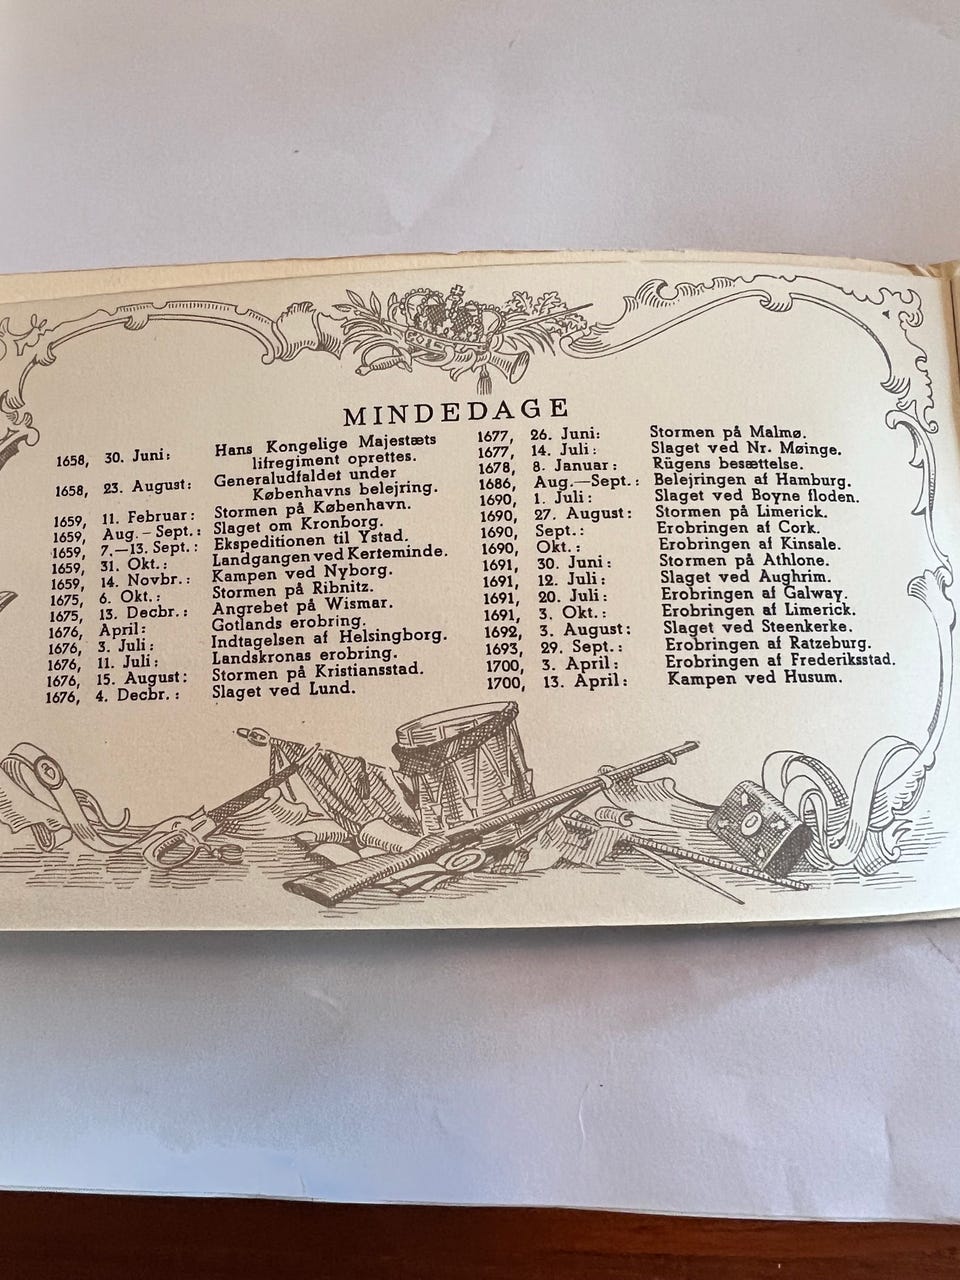 MINDEDAGE
1658, 30. Juni: Hans Kongelige Majestæts
lifregiment oprettes.
1658, 23. August: Generaludfaldet under
Københavns belejring.
1659, 11. Februar: Stormen på København.
1659, Aug.–Sept.: Slaget om Kronborg.
1659, 7.–13. Sept.: Ekspeditionen til Ystad.
1659, 31. Okt.: Landgangen ved Kerteminde.
1659, 14. Novbr.: Kampen ved Nyborg.
1675, 6. Okt.: Stormen på Ribnitz.
1675, 13. Decbr.: Angrebet på Wismar.
1676, April: Gotlands erobring.
1676, 3. Juli: Indtagelsen af Helsingborg.
1676, 11. Juli: Landskronas erobring.
1676, 15. August: Stormen på Kristiansstad.
1676, 4. Decbr.: Slaget ved Lund.
1677, 26. Juni: Stormen på Malmø.
1677, 14. Juli: Slaget ved Nr. Møinge.
1678, 8. Januar: Rügens besættelse.
1686, Aug.—Sept.: Belejringen af Hamburg.
1690, 1. Juli: Slaget ved Boyne floden.
1690, 27. August: Stormen på Limerick.
1690, Sept.: Erobringen af Cork.
1690, Okt.: Erobringen af Kinsale.
1691, 30. Juni: Stormen på Athlone.
1691, 12. Juli: Slaget ved Aughrim.
1691, 20. Juli: Erobringen af Galway.
1691, 3. Okt.: Erobringen af Limerick.
1692, 3. August: Slaget ved Steenkerke.
1693, 29. Sept.: Erobringen af Ratzeburg.
1700, 3. April: Erobringen af Frederiksstad.
1700, 13. April: Kampen ved Husum.